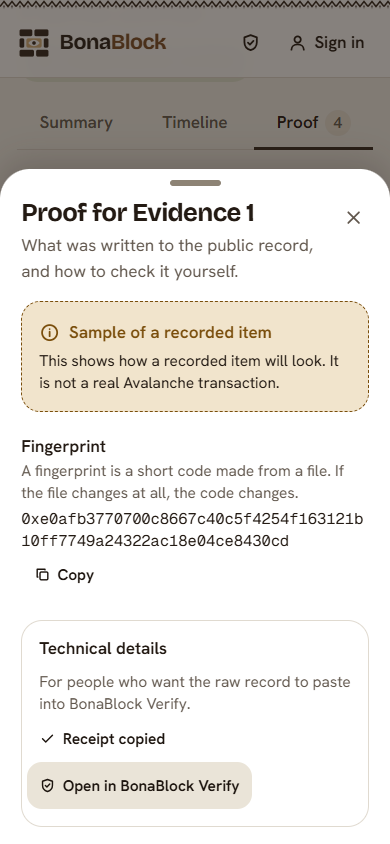 BonaBlock
Sign in
Summary
Timeline
Proof 4
Proof for Evidence 1
What was written to the public record,
and how to check it yourself.
Sample of a recorded item
This shows how a recorded item will look. It
is not a real Avalanche transaction.
Fingerprint
A fingerprint is a short code made from a file. If
the file changes at all, the code changes.
0xe0afb3770700c8667c40c5f4254f163121b
10ff7749a24322ac18e04ce8430cd
Copy
Technical details
For people who want the raw record to paste
into BonaBlock Verify.
Receipt copied
Open in BonaBlock Verify